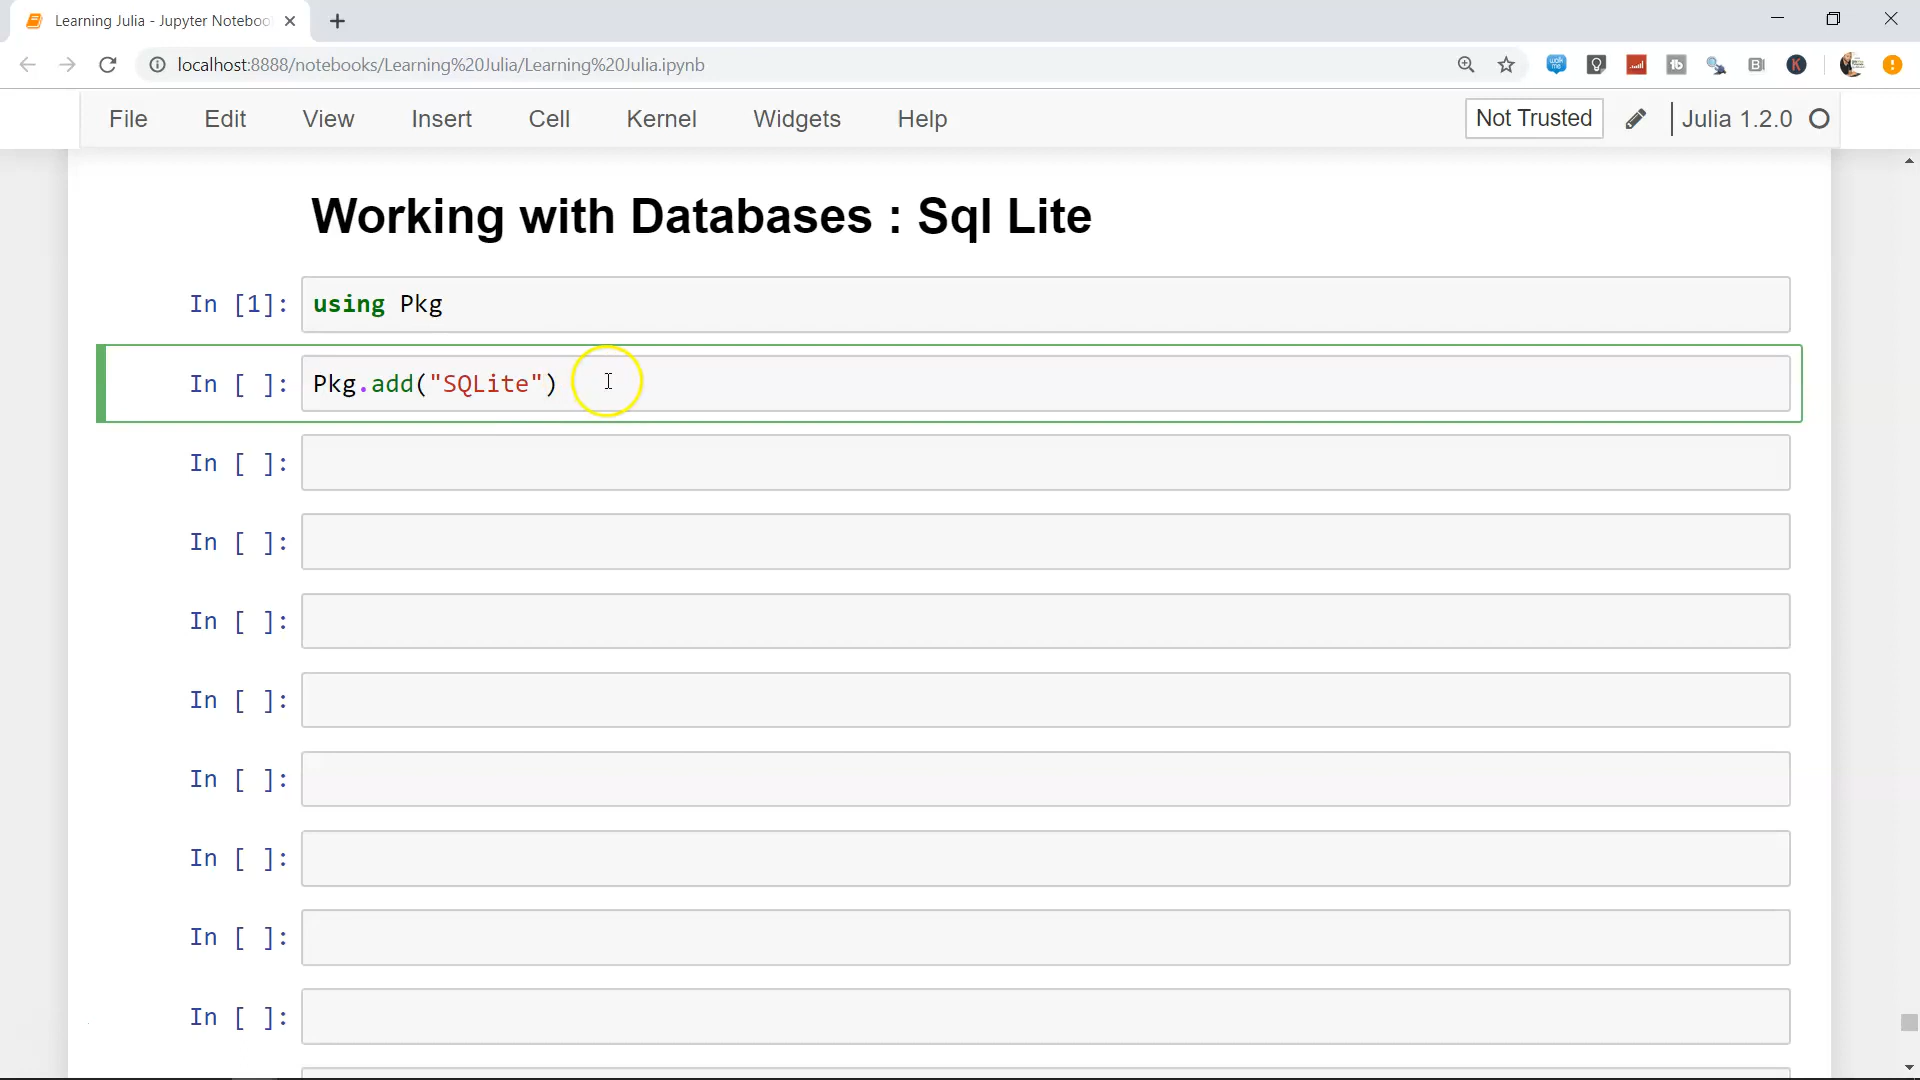 Learning Julia - Jupyter Noteboo
localhost:8888/notebooks/Learning%20Julia/Learning%20Julia.ipynb
File Edit View Insert Cell Kernel Widgets Help Not Trusted Julia 1.2.0
Working with Databases : Sql Lite
In [1]: using Pkg
In [ ]: Pkg.add("SQLite")
In [ ]:
In [ ]:
In [ ]:
In [ ]:
In [ ]:
In [ ]:
In [ ]:
In [ ]: